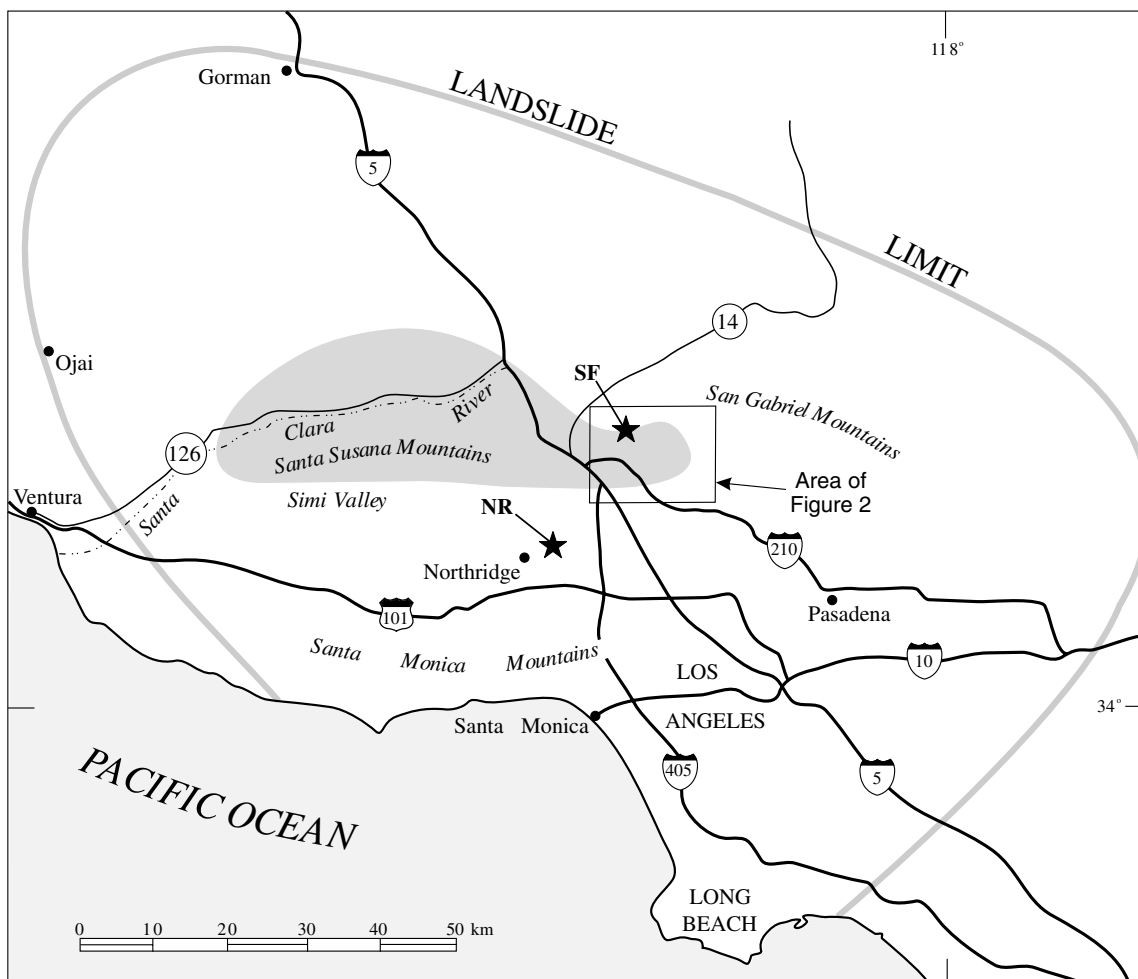 118°
Gorman
LANDSLIDE
5
LIMIT
14
Ojai
SF
San Gabriel Mountains
River
Clara
126
Santa Susana Mountains
Area of
Figure 2
Simi Valley
Ventura
Santa
NR
Northridge
210
Pasadena
101
Santa Monica Mountains
10
LOS
ANGELES
34°
Santa Monica
405
5
PACIFIC OCEAN
LONG
BEACH
0 10 20 30 40 50 km